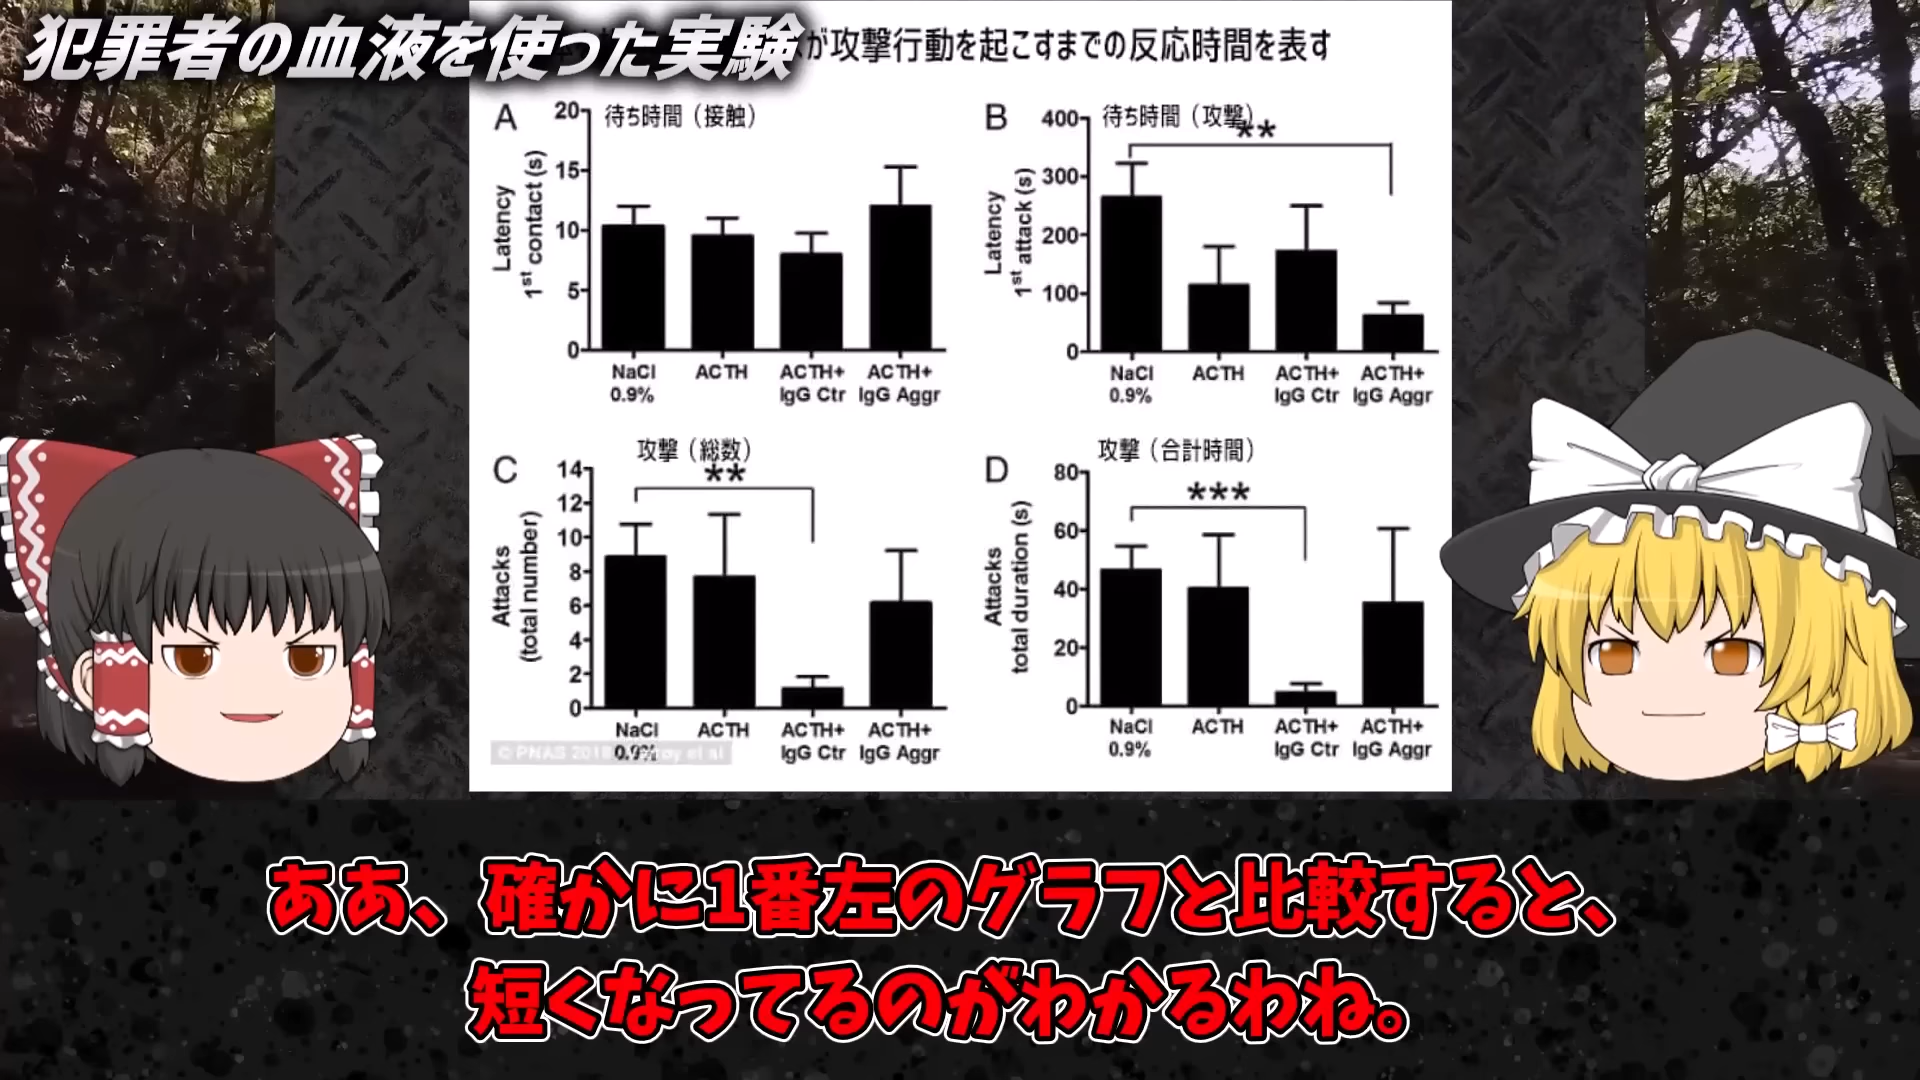 犯罪者の血液を使った実験
が攻撃行動を起こすまでの反応時間を表す
A
待ち時間（接触）
Latency
1st contact (s)
20
15
10
5
0
NaCl
0.9%
ACTH
ACTH+
IgG Ctr
ACTH+
IgG Aggr
B
待ち時間（攻撃）
**
Latency
1st attack (s)
400
300
200
100
0
NaCl
0.9%
ACTH
ACTH+
IgG Ctr
ACTH+
IgG Aggr
C
攻撃（総数）
**
Attacks
(total number)
14
12
10
8
6
4
2
0
NaCl
0.9%
ACTH
ACTH+
IgG Ctr
ACTH+
IgG Aggr
© PNAS et al
D
攻撃（合計時間）
***
Attacks
total duration (s)
80
60
40
20
0
NaCl
0.9%
ACTH
ACTH+
IgG Ctr
ACTH+
IgG Aggr
ああ、確かに1番左のグラフと比較すると、
短くなってるのがわかるわね。